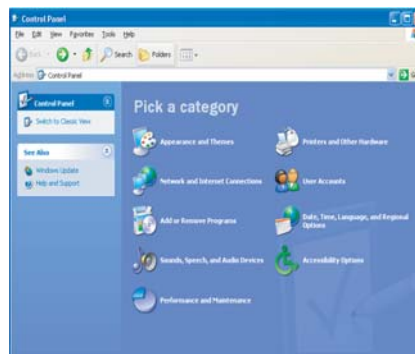 Control Panel
File Edit View Favorites Tools Help
Back Search Folders
Address Control Panel
Control Panel
Switch to Classic View
See Also
Windows Update
Help and Support
Pick a category
Appearance and Themes
Printers and Other Hardware
Network and Internet Connections
User Accounts
Add or Remove Programs
Date, Time, Language, and Regional
Options
Sounds, Speech, and Audio Devices
Accessibility Options
Performance and Maintenance